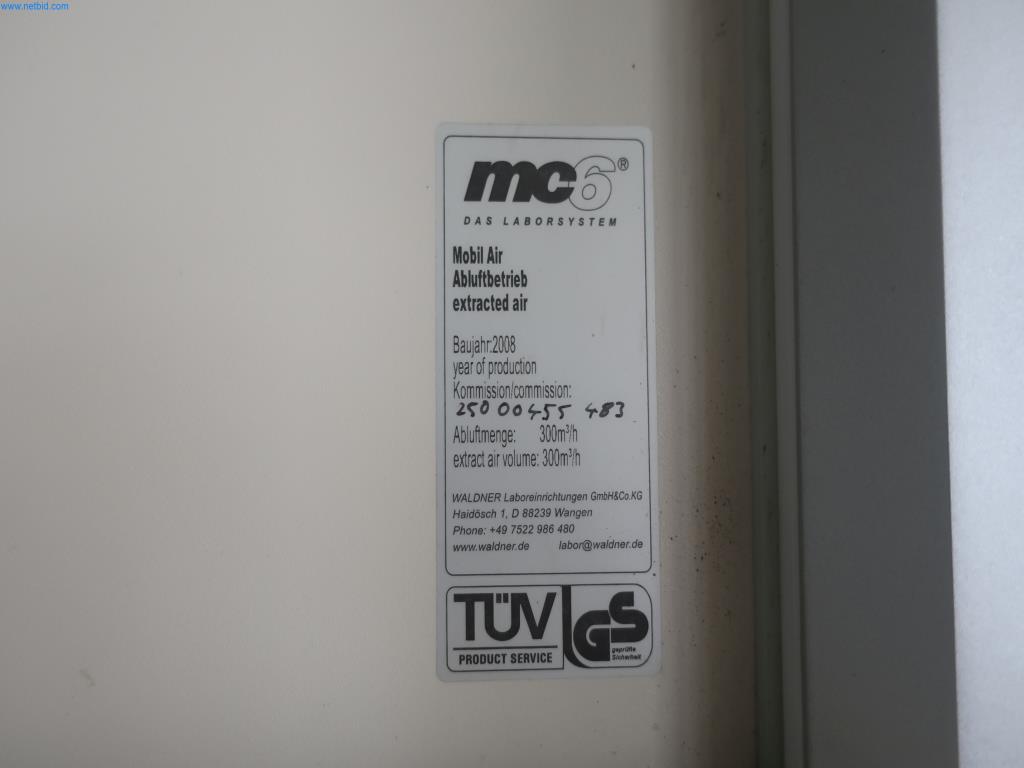 www.netbid.com
mc6®
DAS LABORSYSTEM
Mobil Air
Abluftbetrieb
extracted air
Baujahr:2008
year of production
Kommission/commission:
250 00455 483
Abluftmenge: 300m³/h
extract air volume: 300m³/h
WALDNER Laboreinrichtungen GmbH&Co.KG
Haidösch 1, D 88239 Wangen
Phone: +49 7522 986 480
www.waldner.de labor@waldner.de
TÜV GS
PRODUCT SERVICE
geprüfte
Sicherheit